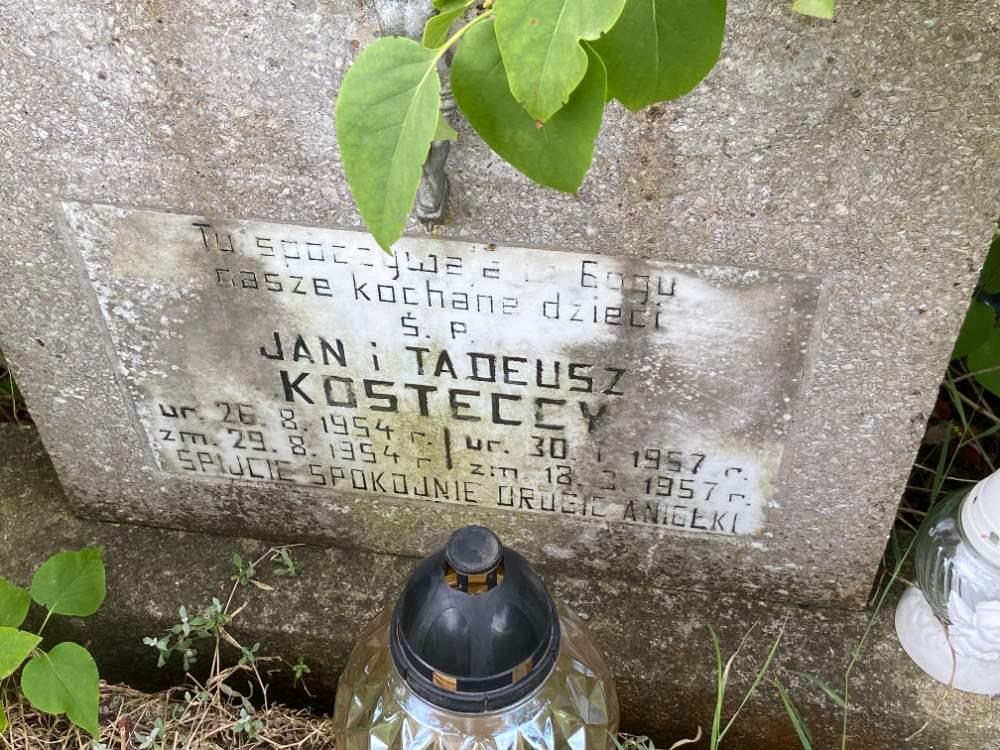 Tu spoczywają w Bogu
nasze kochane dzieci
Ś. P.
JAN i TADEUSZ
KOSTECCY
ur. 26. 8. 1954 r. ur. 30. 1 1957 r.
zm. 29. 8. 1954 r. zm. 18. 3. 1957 r.
ŚPIJCIE SPOKOJNIE DRODZIE ANIOŁKI